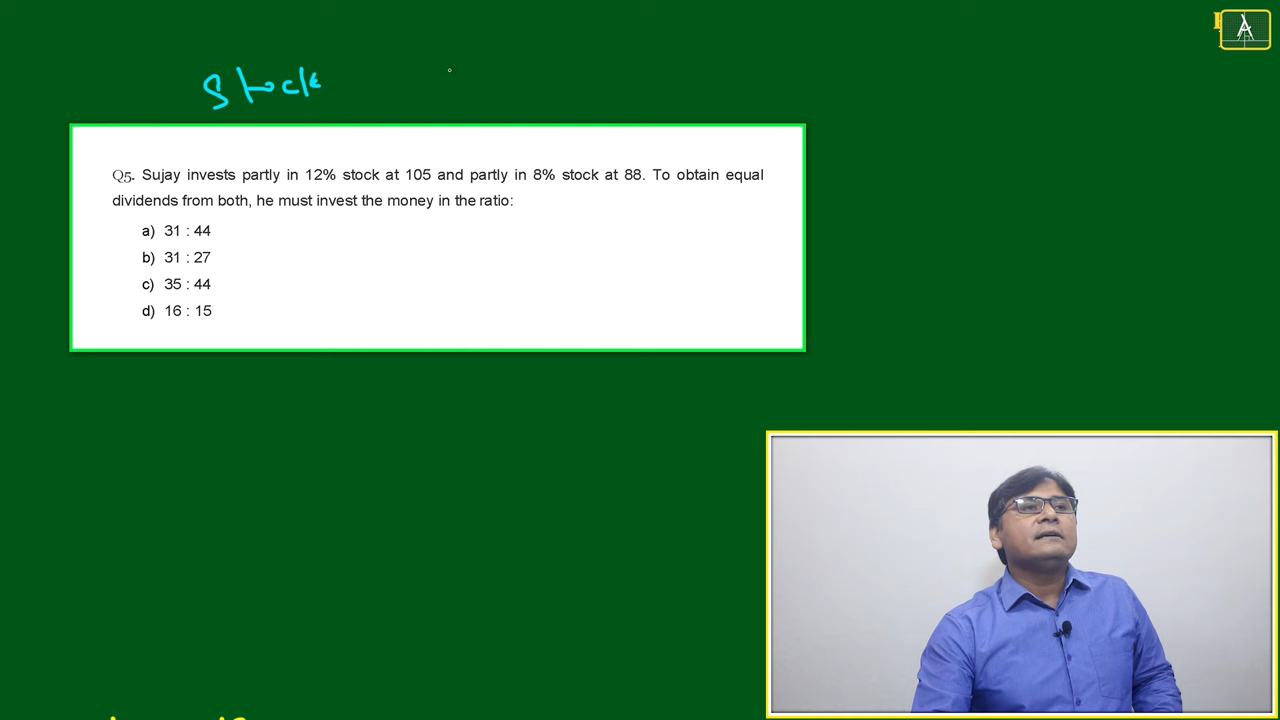 Stock
Q5. Sujay invests partly in 12% stock at 105 and partly in 8% stock at 88. To obtain equal
dividends from both, he must invest the money in the ratio:
a) 31 : 44
b) 31 : 27
c) 35 : 44
d) 16 : 15